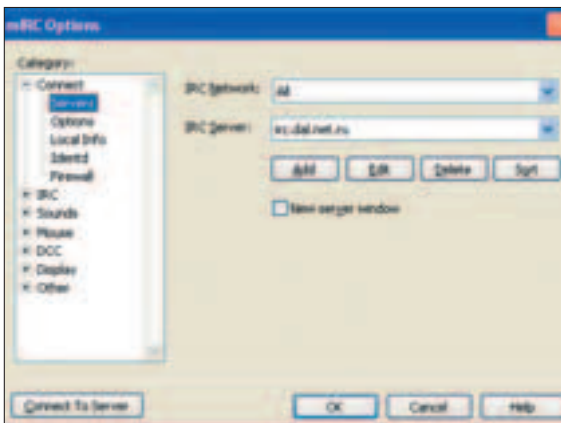 mIRC Options
Category:
Connect
Servers
Options
Local Info
Identd
Firewall
IRC
Sounds
Mouse
DCC
Display
Other
IRC Network:
All
IRC Server:
irc.dal.net.ru
Add
Edit
Delete
Sort
New server window
Connect To Server
OK
Cancel
Help